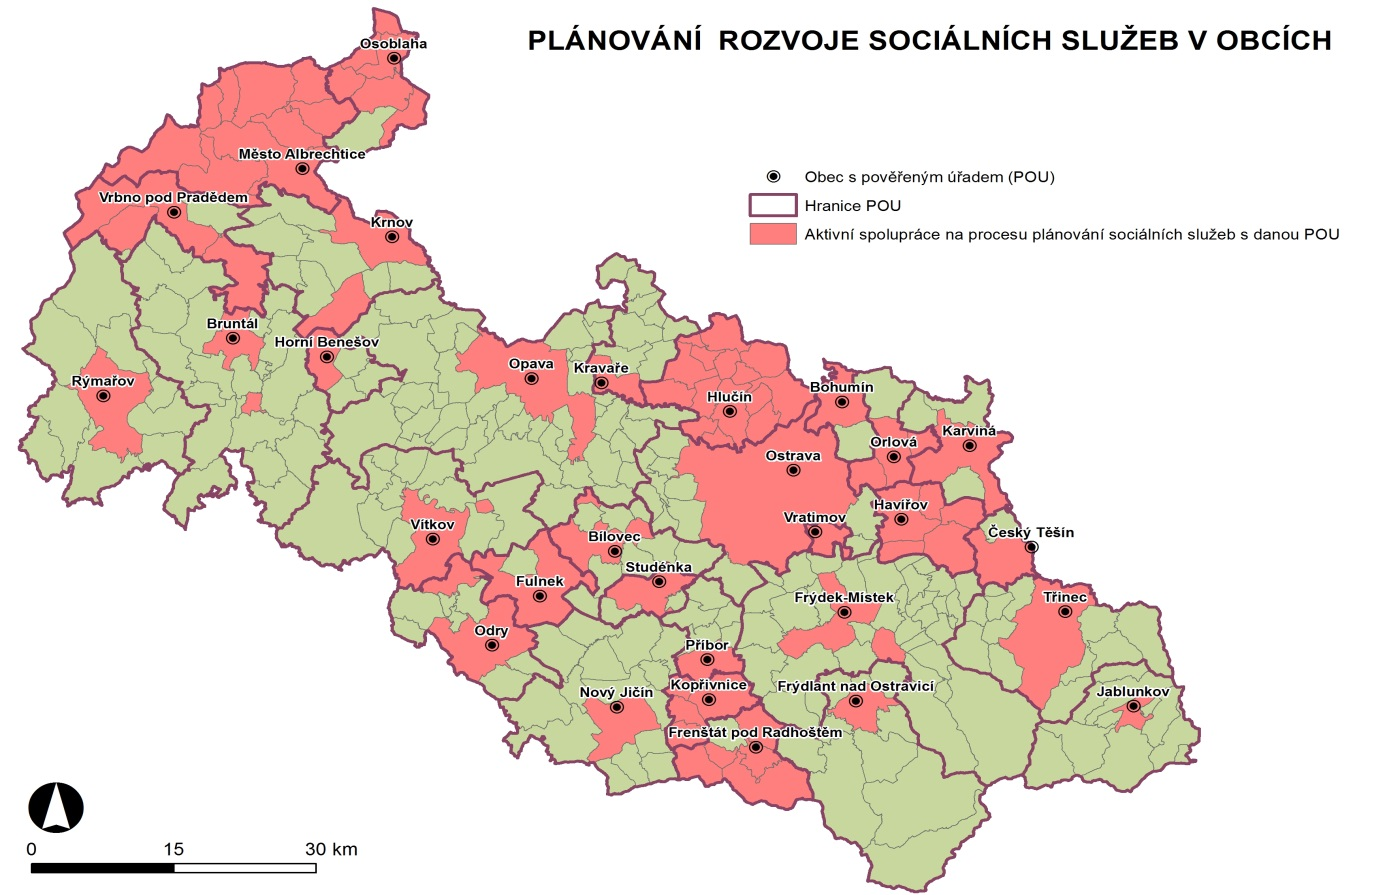 PLÁNOVÁNÍ ROZVOJE SOCIÁLNÍCH SLUŽEB V OBCÍCH
Obec s pověřeným úřadem (POU)
Hranice POU
Aktivní spolupráce na procesu plánování sociálních služeb s danou POU
Osoblaha
Město Albrechtice
Vrbno pod Pradědem
Krnov
Bruntál
Horní Benešov
Rýmařov
Opava
Kravaře
Hlučín
Bohumín
Orlová
Karviná
Ostrava
Vratimov
Havířov
Český Těšín
Vítkov
Bílovec
Studénka
Fulnek
Odry
Frýdek-Místek
Třinec
Příbor
Kopřivnice
Nový Jičín
Frýdlant nad Ostravicí
Jablunkov
Frenštát pod Radhoštěm
0 15 30 km